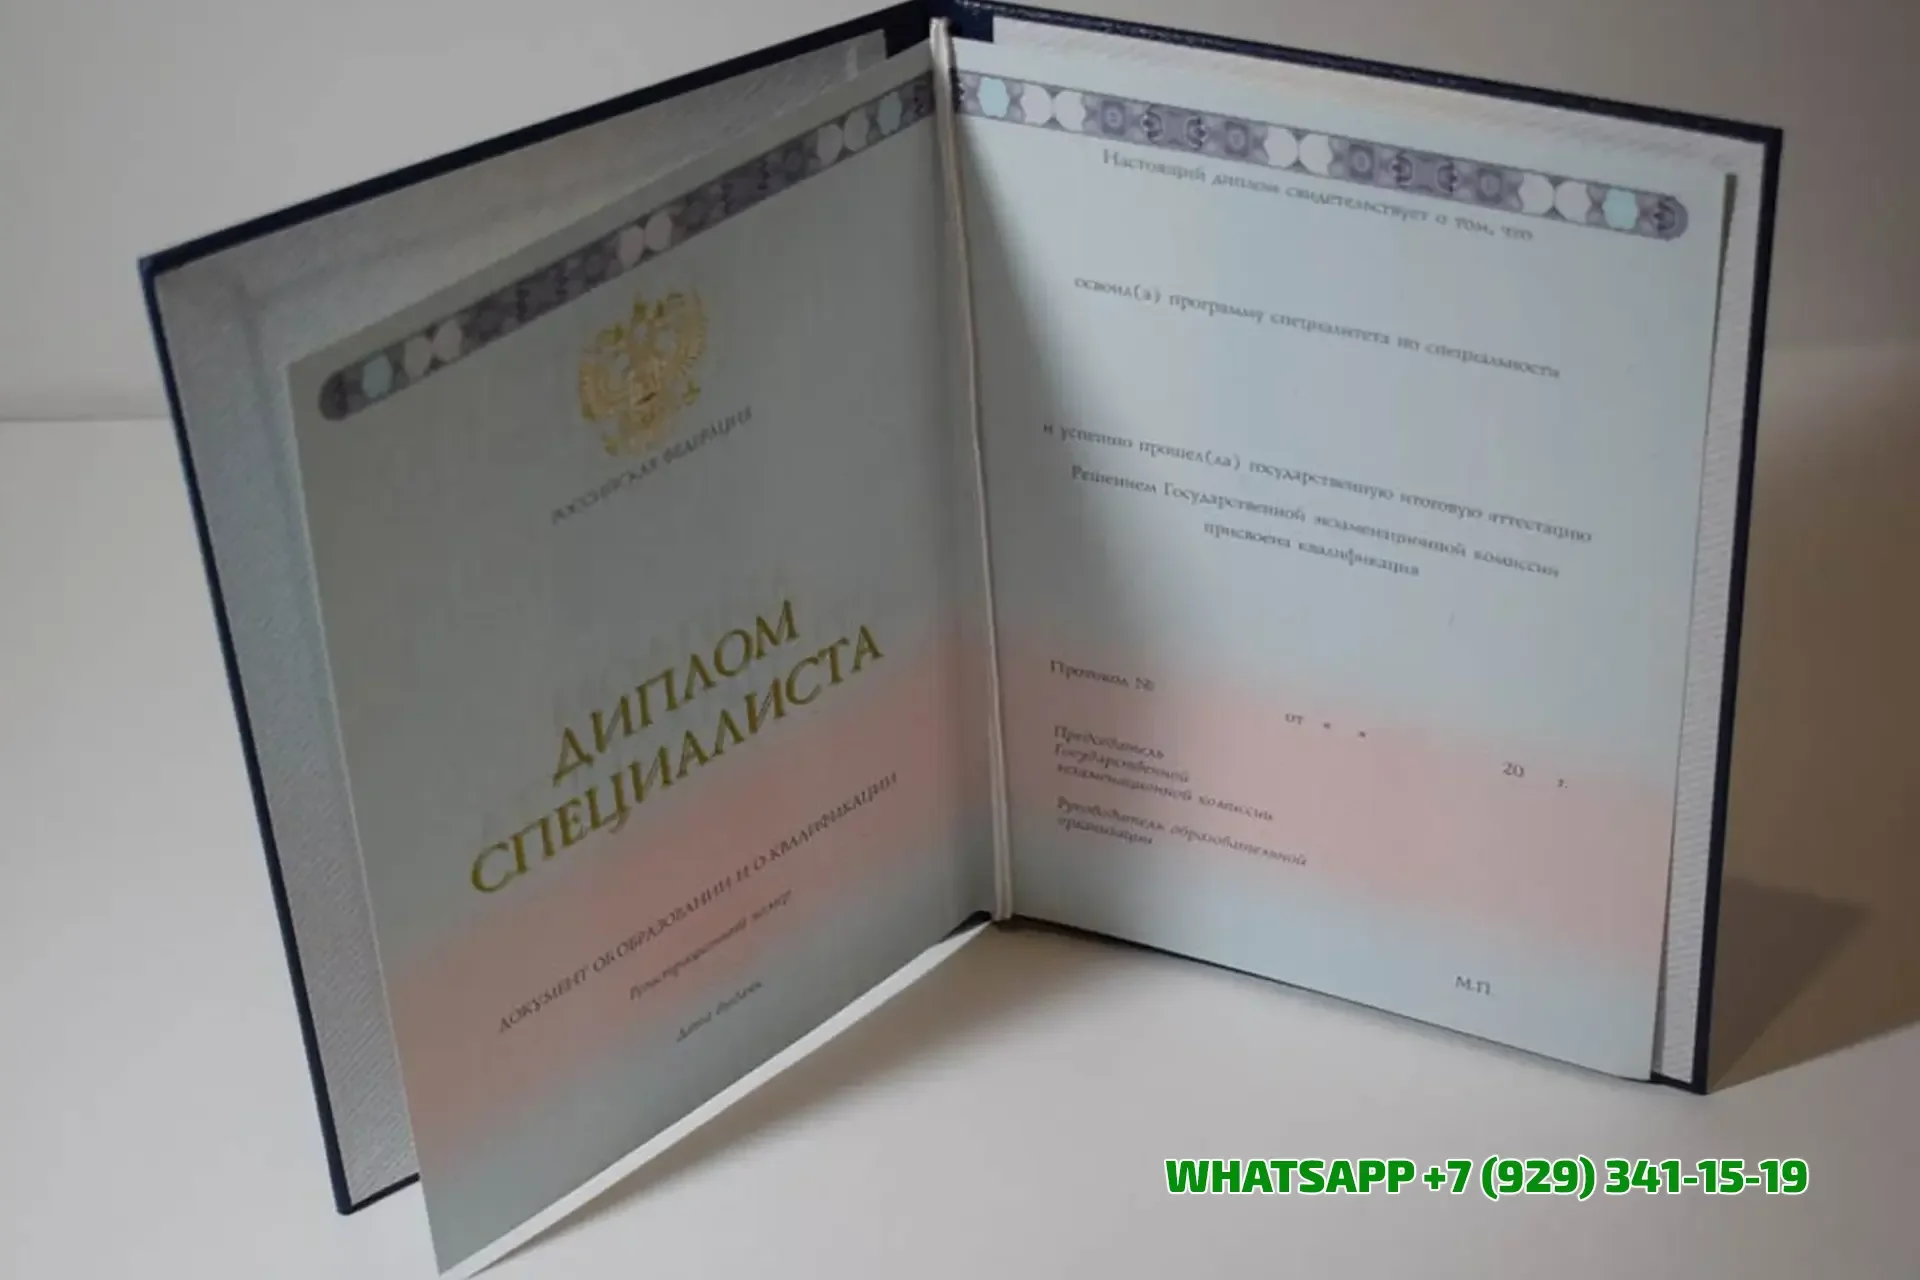 РОССИЙСКАЯ ФЕДЕРАЦИЯ
ДИПЛОМ
СПЕЦИАЛИСТА
ДОКУМЕНТ ОБ ОБРАЗОВАНИИ И О КВАЛИФИКАЦИИ
Регистрационный номер
Дата выдачи
Настоящий диплом свидетельствует о том, что
освоил(а) программу специалитета по специальности
и успешно прошел(ла) государственную итоговую аттестацию
Решением Государственной экзаменационной комиссии
присвоена квалификация
Протокол №
от « » 20 г.
Председатель
Государственной
экзаменационной комиссии
Руководитель образовательной
организации
М.П.
WHATSAPP +7 (929) 341-15-19